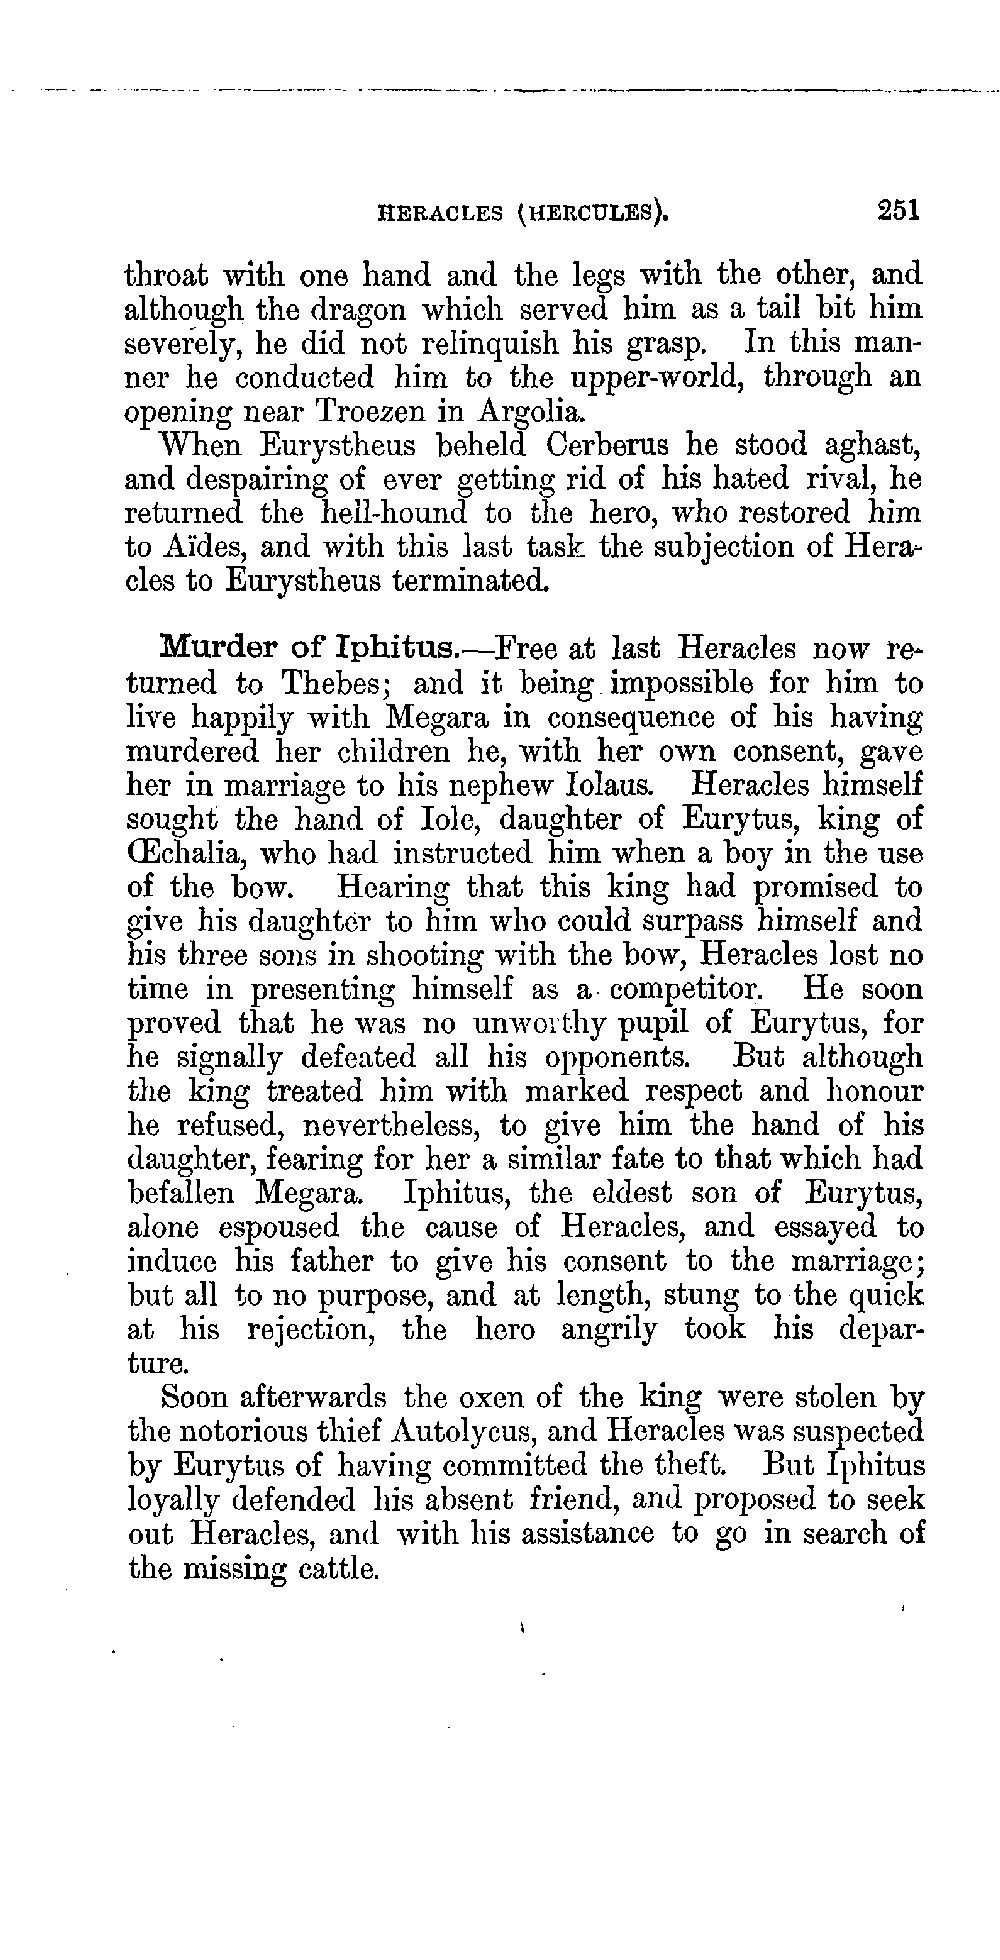 HERACLES (HERCULES). 251
throat with one hand and the legs with the other, and
although the dragon which served him as a tail bit him
severely, he did not relinquish his grasp. In this man-
ner he conducted him to the upper-world, through an
opening near Troezen in Argolia.
When Eurystheus beheld Cerberus he stood aghast,
and despairing of ever getting rid of his hated rival, he
returned the hell-hound to the hero, who restored him
to Aïdes, and with this last task the subjection of Hera-
cles to Eurystheus terminated.
Murder of Iphitus.—Free at last Heracles now re-
turned to Thebes; and it being impossible for him to
live happily with Megara in consequence of his having
murdered her children he, with her own consent, gave
her in marriage to his nephew Iolaus. Heracles himself
sought the hand of Iole, daughter of Eurytus, king of
Œchalia, who had instructed him when a boy in the use
of the bow. Hearing that this king had promised to
give his daughter to him who could surpass himself and
his three sons in shooting with the bow, Heracles lost no
time in presenting himself as a competitor. He soon
proved that he was no unworthy pupil of Eurytus, for
he signally defeated all his opponents. But although
the king treated him with marked respect and honour
he refused, nevertheless, to give him the hand of his
daughter, fearing for her a similar fate to that which had
befallen Megara. Iphitus, the eldest son of Eurytus,
alone espoused the cause of Heracles, and essayed to
induce his father to give his consent to the marriage;
but all to no purpose, and at length, stung to the quick
at his rejection, the hero angrily took his depar-
ture.
Soon afterwards the oxen of the king were stolen by
the notorious thief Autolycus, and Heracles was suspected
by Eurytus of having committed the theft. But Iphitus
loyally defended his absent friend, and proposed to seek
out Heracles, and with his assistance to go in search of
the missing cattle.